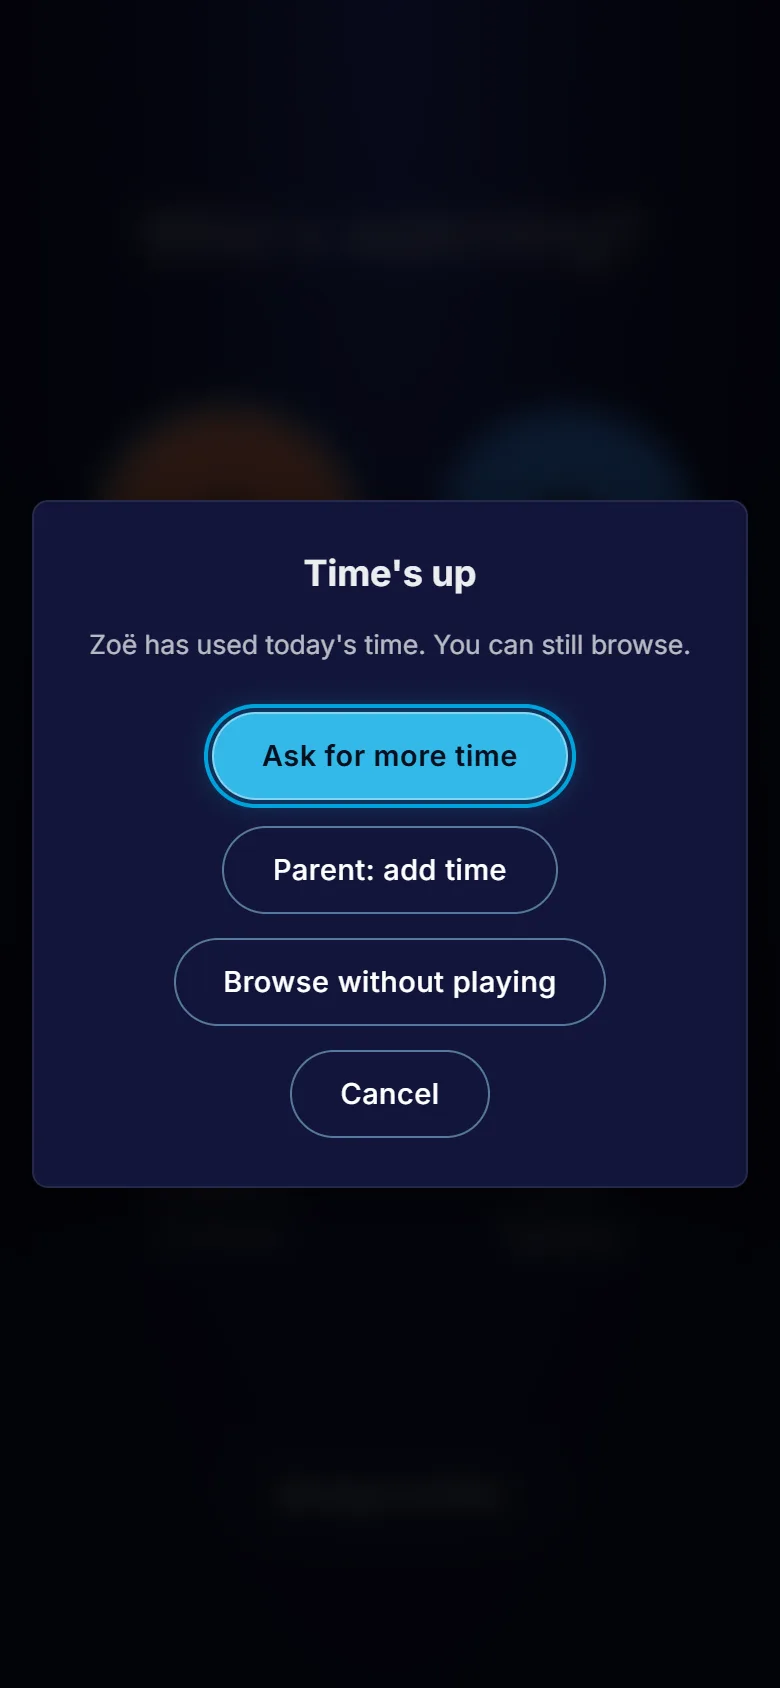 Time's up
Zoë has used today's time. You can still browse.
Ask for more time
Parent: add time
Browse without playing
Cancel